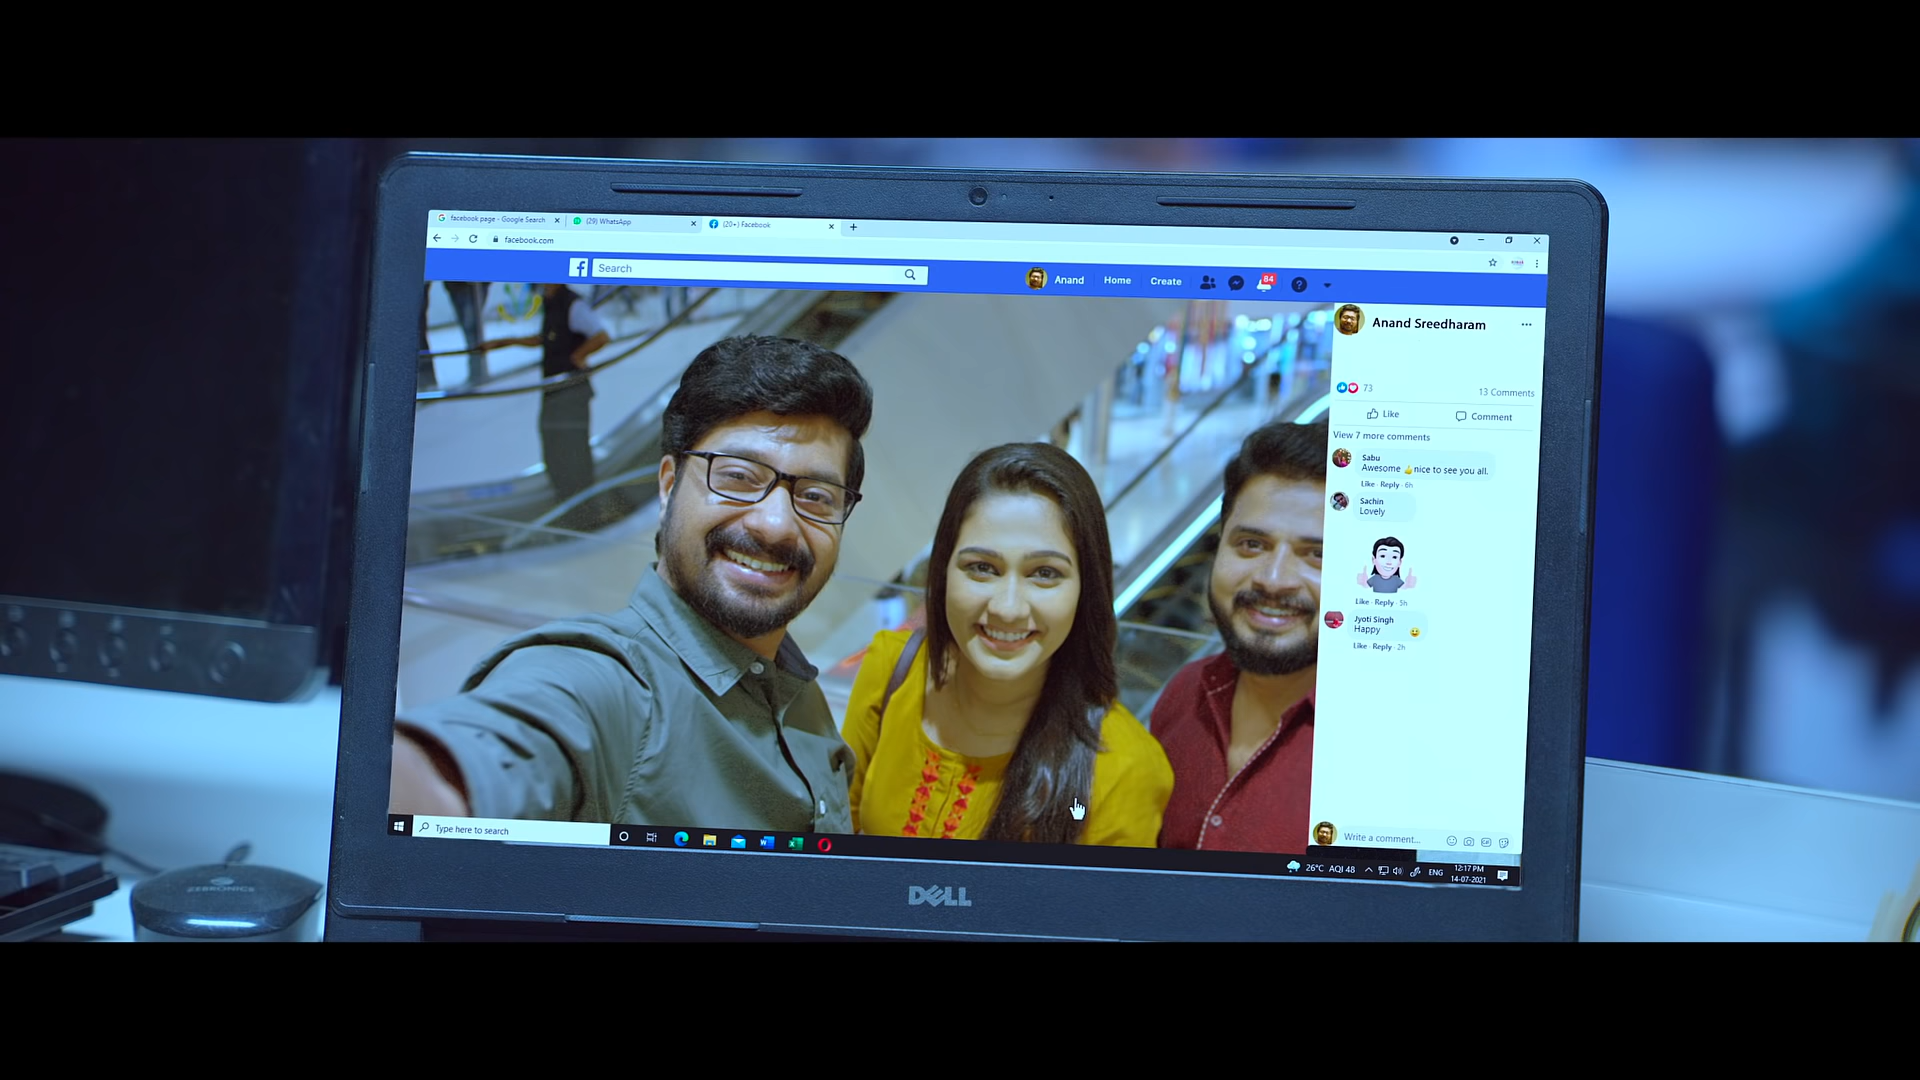 facebook page - Google Search
(29) WhatsApp
(20+) Facebook
facebook.com
Search
Anand
Home
Create
84
Anand Sreedharam
73
13 Comments
Like
Comment
View 7 more comments
Sabu
Awesome 👍nice to see you all.
Like · Reply · 6h
Sachin
Lovely
Like · Reply · 5h
Jyoti Singh
Happy 😀
Like · Reply · 2h
Write a comment...
Type here to search
26°C AQI 48
ENG
12:17 PM
14-07-2021
DELL
ZEBRONICS